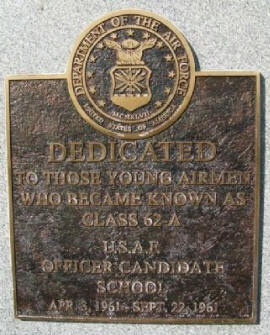 DEPARTMENT OF THE AIR FORCE
MCMXLVII
UNITED STATES OF AMERICA
DEDICATED
TO THOSE YOUNG AIRMEN
WHO BECAME KNOWN AS
CLASS 62-A
U.S.A.F.
OFFICER CANDIDATE
SCHOOL
APR. 3, 1961 - SEPT. 22, 1961